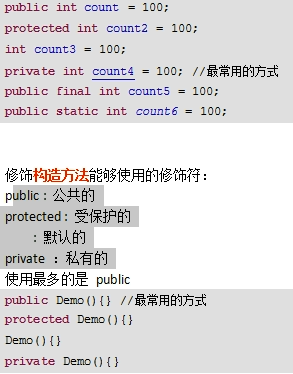 public int count = 100;
protected int count2 = 100;
int count3 = 100;
private int count4 = 100; //最常用的方式
public final int count5 = 100;
public static int count6 = 100;
修饰构造方法能够使用的修饰符：
public：公共的
protected：受保护的
：默认的
private ：私有的
使用最多的是 public
public Demo(){} //最常用的方式
protected Demo(){}
Demo(){}
private Demo(){}